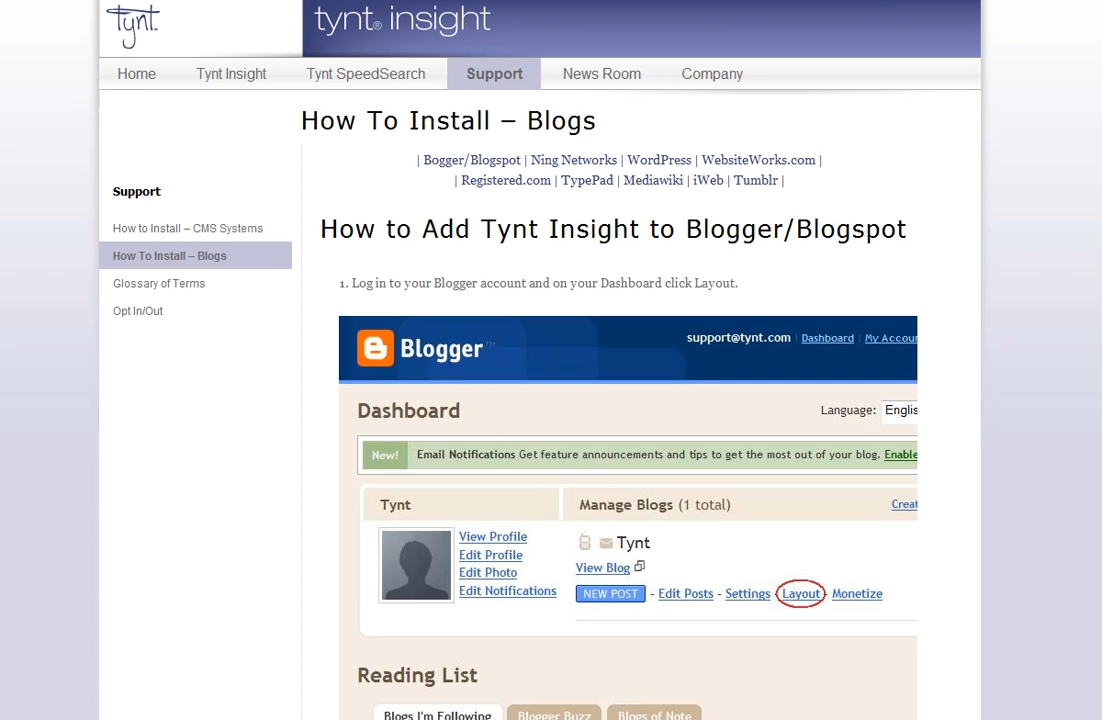 tynt
tynt® insight
Home Tynt Insight Tynt SpeedSearch Support News Room Company
How To Install – Blogs
| Bogger/Blogspot | Ning Networks | WordPress | WebsiteWorks.com |
| Registered.com | TypePad | Mediawiki | iWeb | Tumblr |
Support
How to Install – CMS Systems
How To Install – Blogs
Glossary of Terms
Opt In/Out
How to Add Tynt Insight to Blogger/Blogspot
1. Log in to your Blogger account and on your Dashboard click Layout.
Blogger™
support@tynt.com | Dashboard | My Accoun
Dashboard
Language: Englis
New! Email Notifications Get feature announcements and tips to get the most out of your blog. Enable
Tynt
View Profile
Edit Profile
Edit Photo
Edit Notifications
Manage Blogs (1 total) Creat
Tynt
View Blog
NEW POST - Edit Posts - Settings - Layout - Monetize
Reading List
Blogs I'm Following Blogger Buzz Blogs of Note